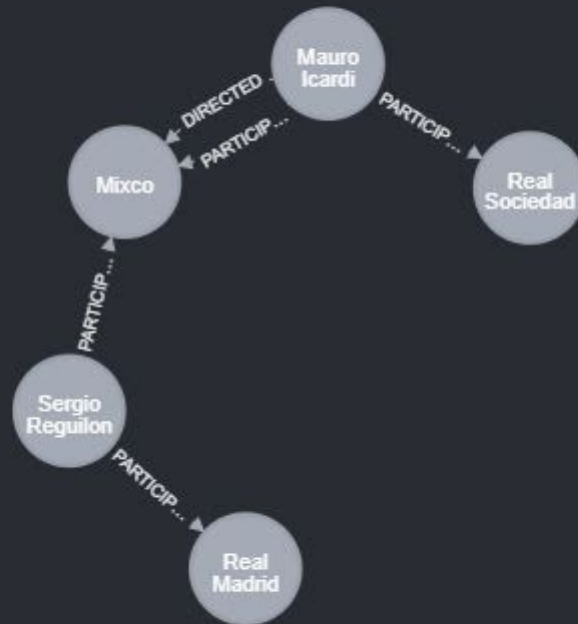 Mauro
Icardi
DIRECTED
PARTICIP...
PARTICIP...
Mixco
Real
Sociedad
PARTICIP...
Sergio
Reguilon
PARTICIP...
Real
Madrid